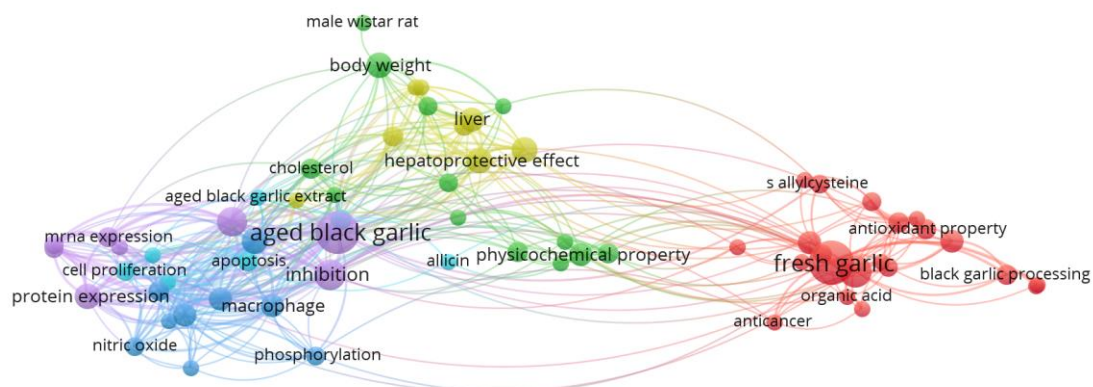 male wistar rat
body weight
liver
hepatoprotective effect
cholesterol
s allylcysteine
aged black garlic extract
antioxidant property
mrna expression
aged black garlic
cell proliferation
apoptosis
allicin
physicochemical property
fresh garlic
inhibition
black garlic processing
protein expression
macrophage
organic acid
anticancer
nitric oxide
phosphorylation